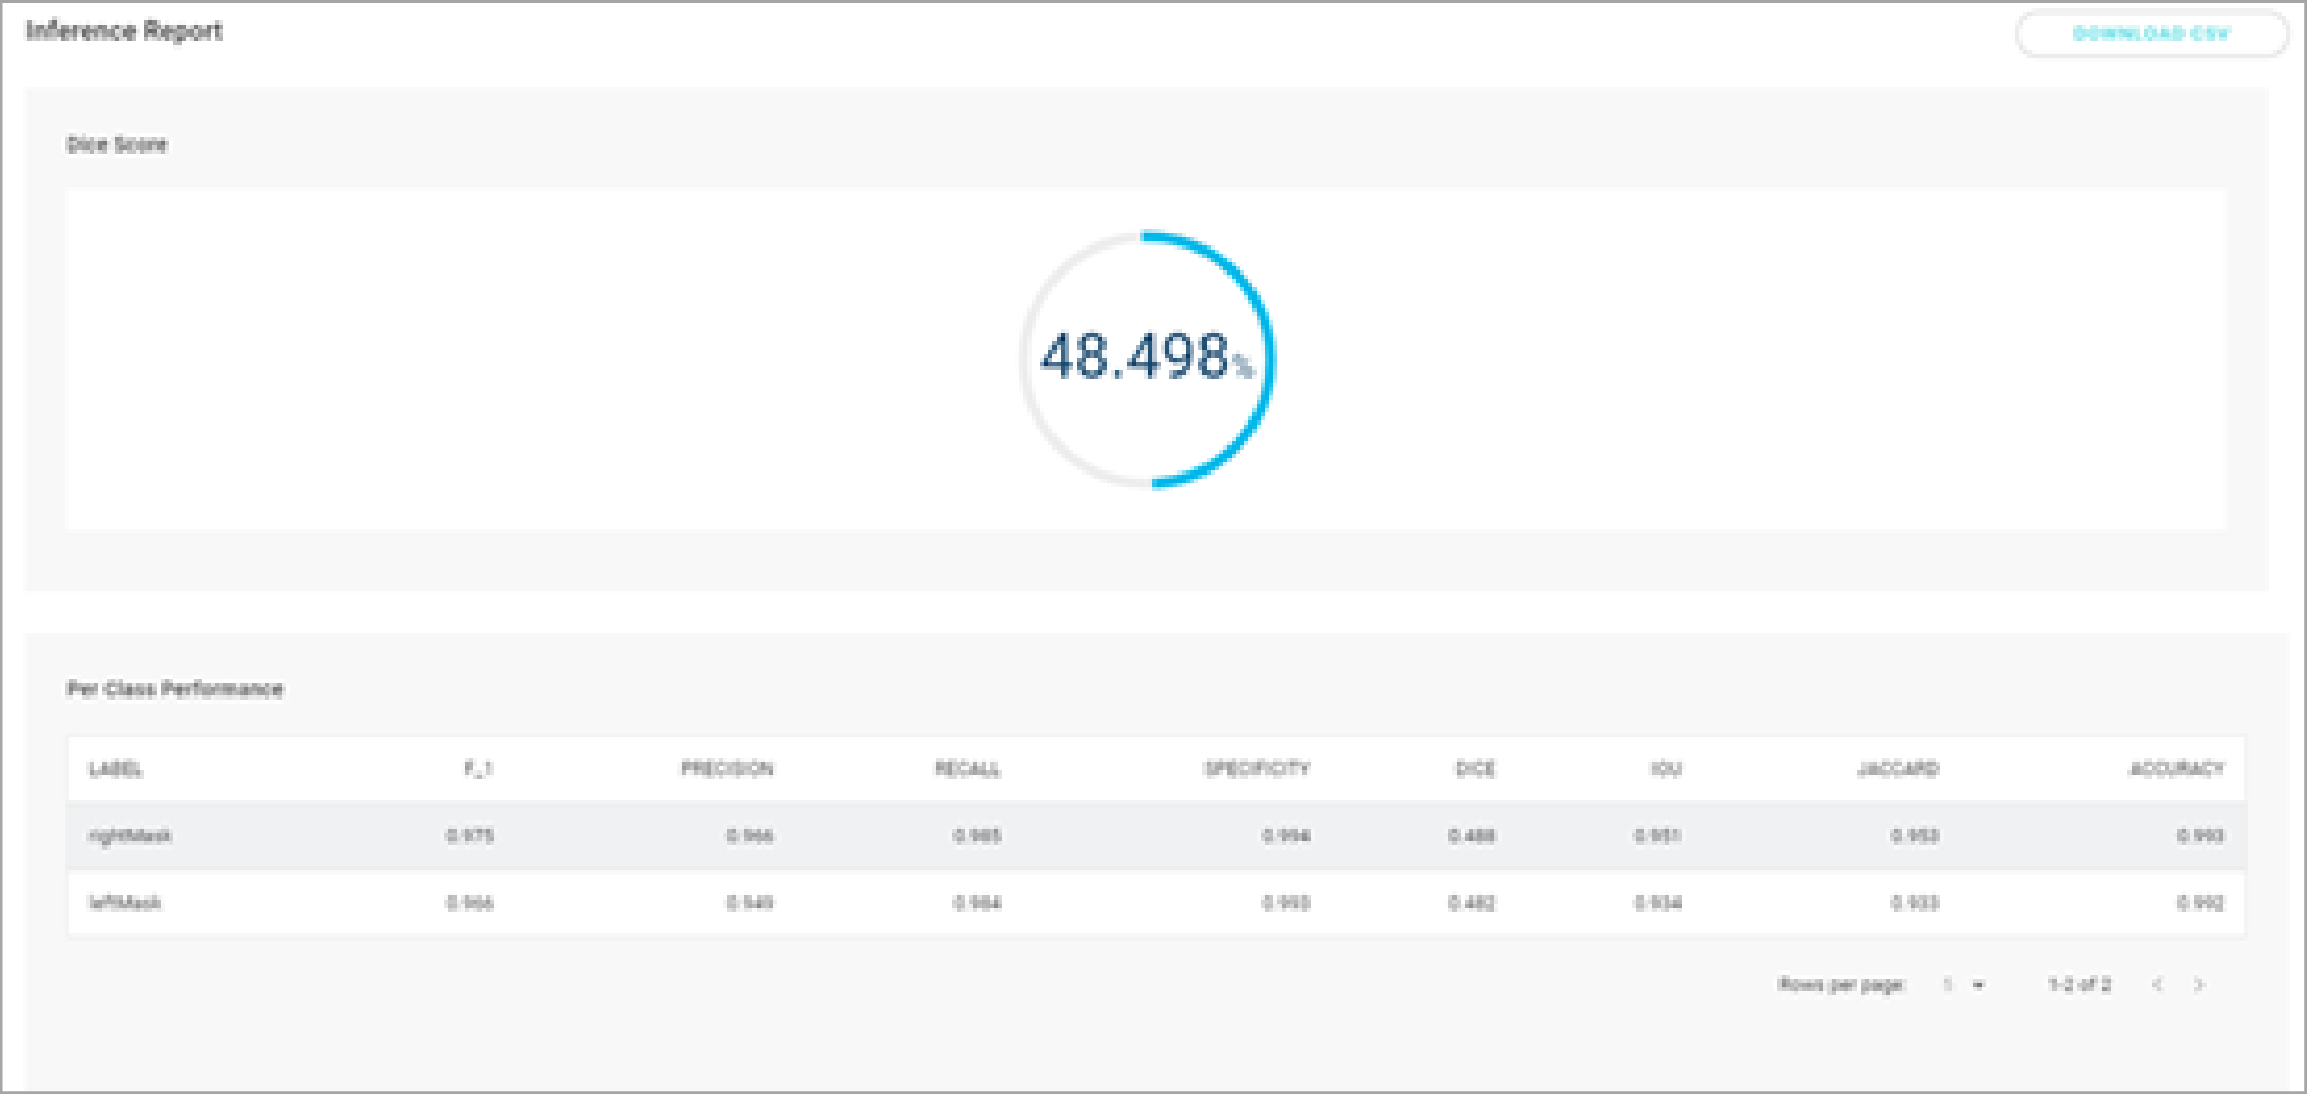 Inference Report
DOWNLOAD CSV
Dice Score
48.498%
Per Class Performance
LABEL F_1 PRECISION RECALL SPECIFICITY DICE IOU JACCARD ACCURACY
rightMask 0.975 0.966 0.985 0.994 0.488 0.951 0.953 0.993
leftMask 0.966 0.949 0.984 0.993 0.482 0.934 0.933 0.992
Rows per page: 1-2 of 2 < >